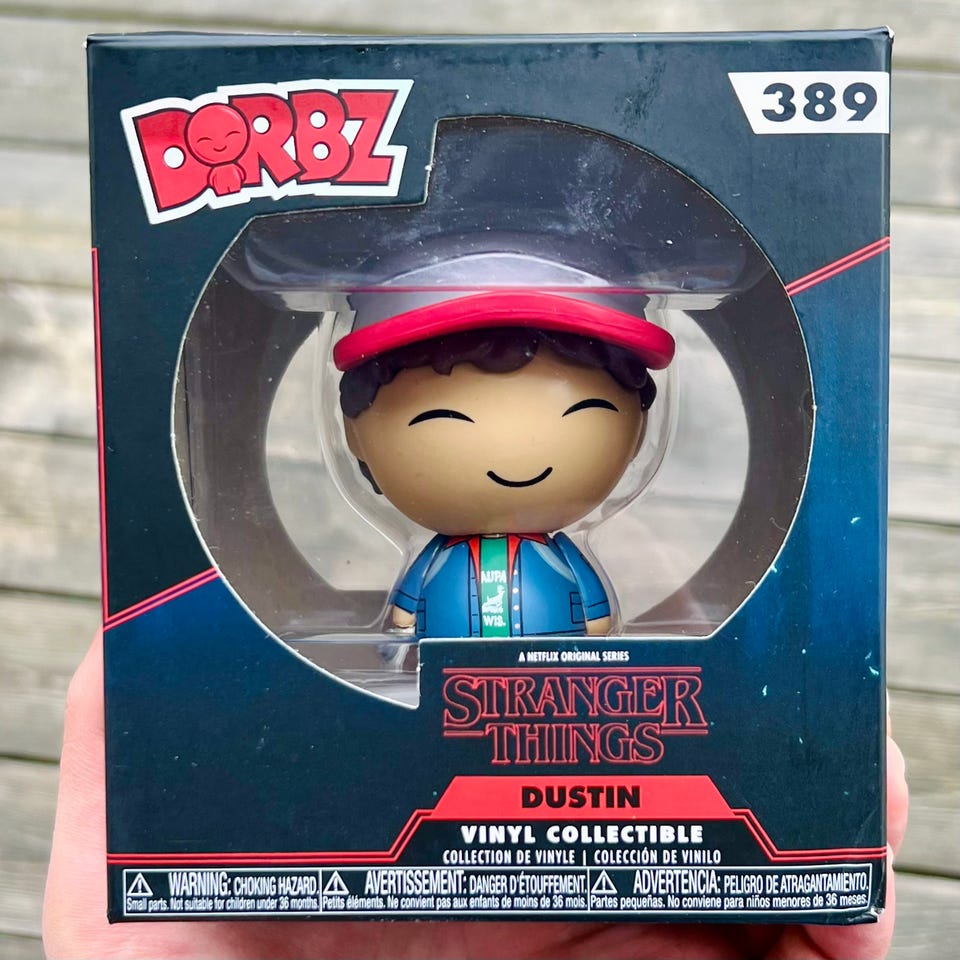 DORBZ
389
AUPA
WIS.
A NETFLIX ORIGINAL SERIES
STRANGER
THINGS
DUSTIN
VINYL COLLECTIBLE
COLLECTION DE VINYLE | COLECCIÓN DE VINILO
WARNING: CHOKING HAZARD.
Small parts. Not suitable for children under 36 months.
AVERTISSEMENT: DANGER D'ÉTOUFFEMENT.
Petits éléments. Ne convient pas aux enfants de moins de 36 mois.
ADVERTENCIA: PELIGRO DE ATRAGANTAMIENTO.
Partes pequeñas. No conviene para niños menores de 36 meses.